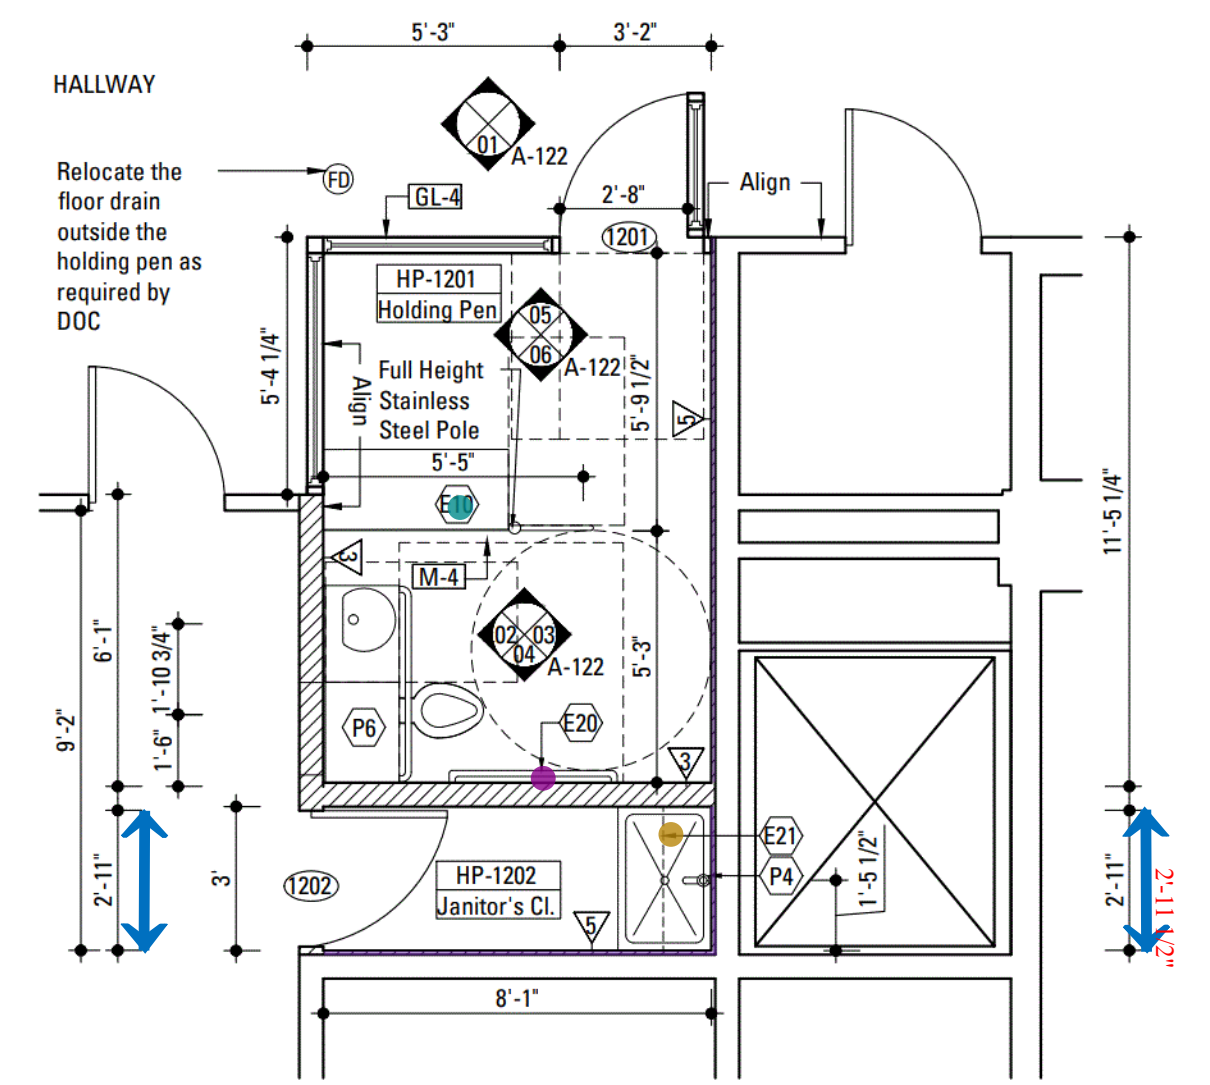 5'-3"
3'-2"
HALLWAY
01
A-122
Relocate the
floor drain
outside the
holding pen as
required by
DOC
FD
GL-4
2'-8"
Align
1201
HP-1201
Holding Pen
05
06
A-122
5'-4 1/4"
Align
Full Height
Stainless
Steel Pole
5'-9 1/2"
5
5'-5"
E10
11'-5 1/4"
3
M-4
02
03
04
A-122
6'-1"
1'-10 3/4"
5'-3"
9'-2"
1'-6"
P6
E20
3
2'-11"
3'
1202
HP-1202
Janitor's Cl.
5
E21
P4
1'-5 1/2"
2'-11"
2'-11 1/2"
8'-1"